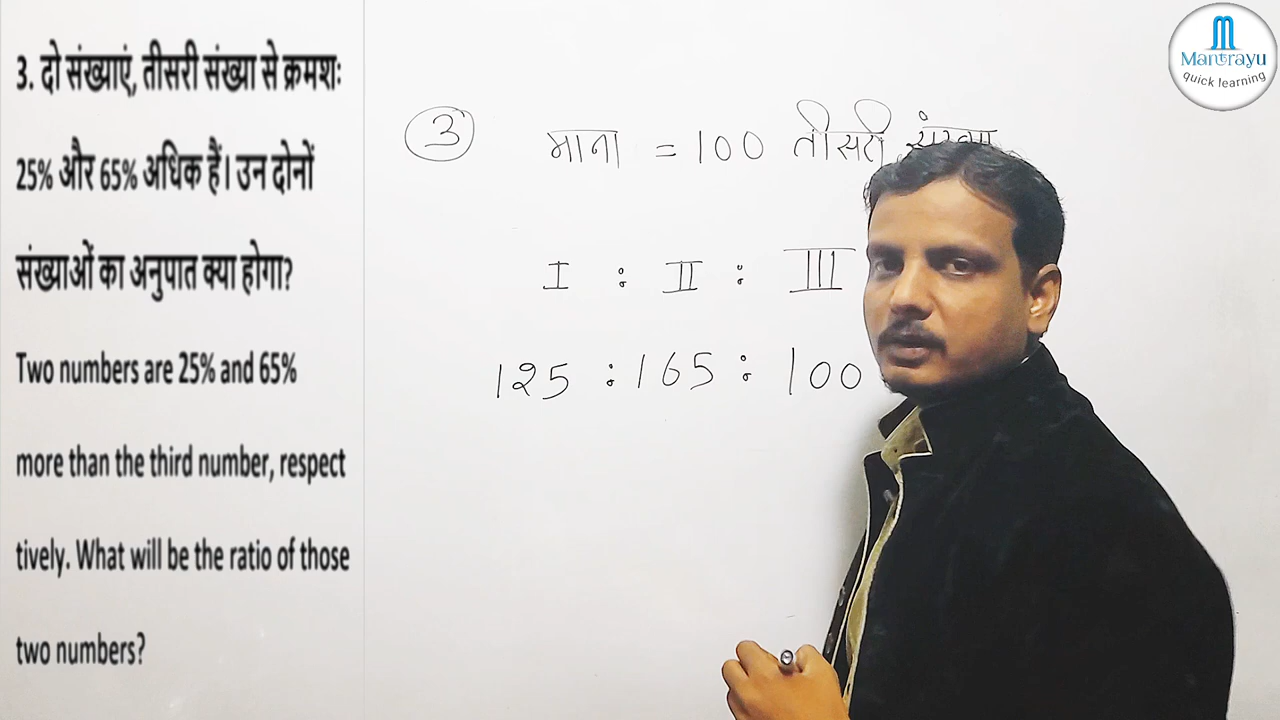 3. दो संख्याएं, तीसरी संख्या से क्रमशः
25% और 65% अधिक हैं। उन दोनों
संख्याओं का अनुपात क्या होगा?
Two numbers are 25% and 65%
more than the third number, respect
tively. What will be the ratio of those
two numbers?
3 माना = 100 तीसरी संख्या
I : II : III
125 : 165 : 100
Mantrayu
quick learning